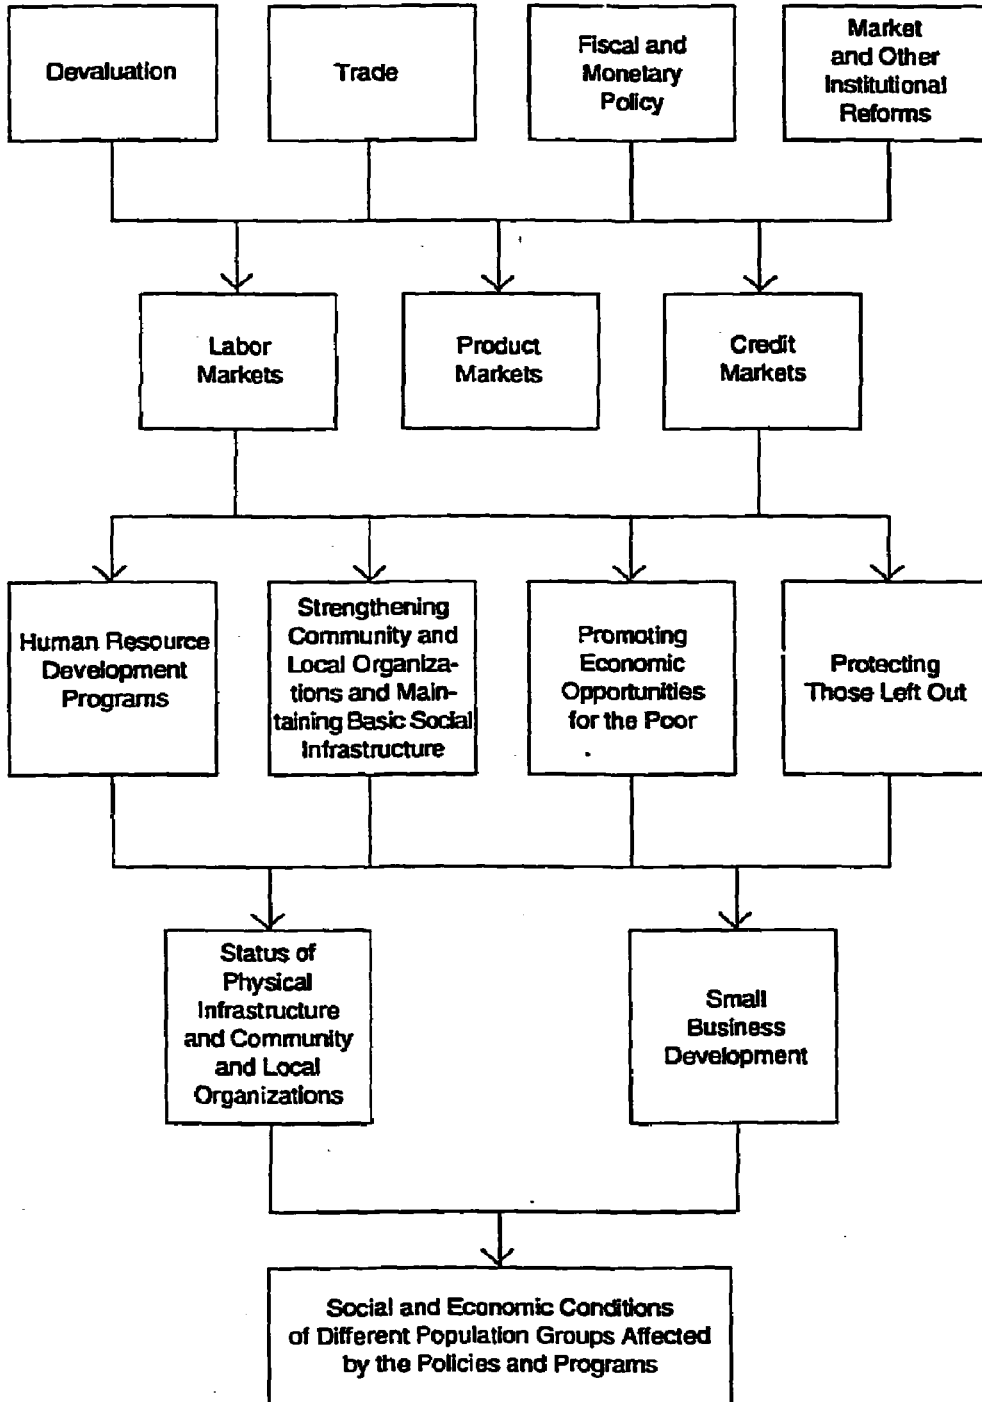 Devaluation
Trade
Fiscal and
Monetary
Policy
Market
and Other
Institutional
Reforms
Labor
Markets
Product
Markets
Credit
Markets
Human Resource
Development
Programs
Strengthening
Community and
Local Organiza-
tions and Main-
taining Basic Social
Infrastructure
Promoting
Economic
Opportunities
for the Poor
Protecting
Those Left Out
Status of
Physical
Infrastructure
and Community
and Local
Organizations
Small
Business
Development
Social and Economic Conditions
of Different Population Groups Affected
by the Policies and Programs